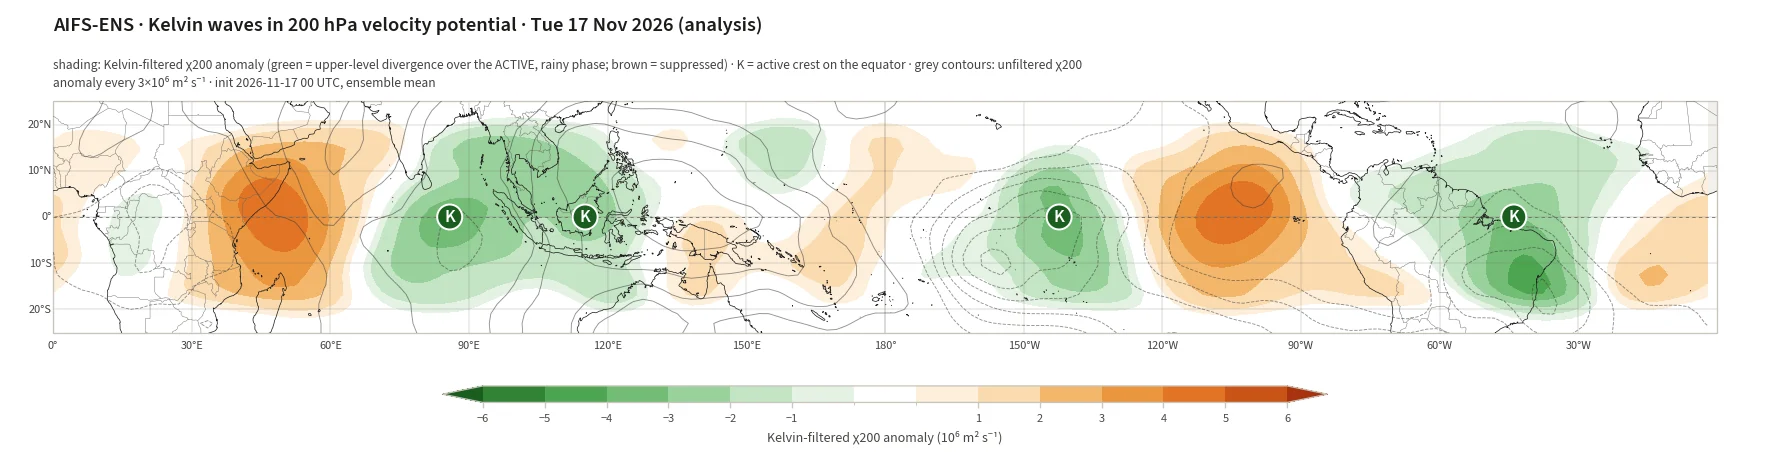 AIFS-ENS · Kelvin waves in 200 hPa velocity potential · Tue 17 Nov 2026 (analysis)
shading: Kelvin-filtered χ200 anomaly (green = upper-level divergence over the ACTIVE, rainy phase; brown = suppressed) · K = active crest on the equator · grey contours: unfiltered χ200
anomaly every 3×10⁶ m² s⁻¹ · init 2026-11-17 00 UTC, ensemble mean
20°N
10°N
0°
10°S
20°S
K K K K
0° 30°E 60°E 90°E 120°E 150°E 180° 150°W 120°W 90°W 60°W 30°W
−6 −5 −4 −3 −2 −1 1 2 3 4 5 6
Kelvin-filtered χ200 anomaly (10⁶ m² s⁻¹)